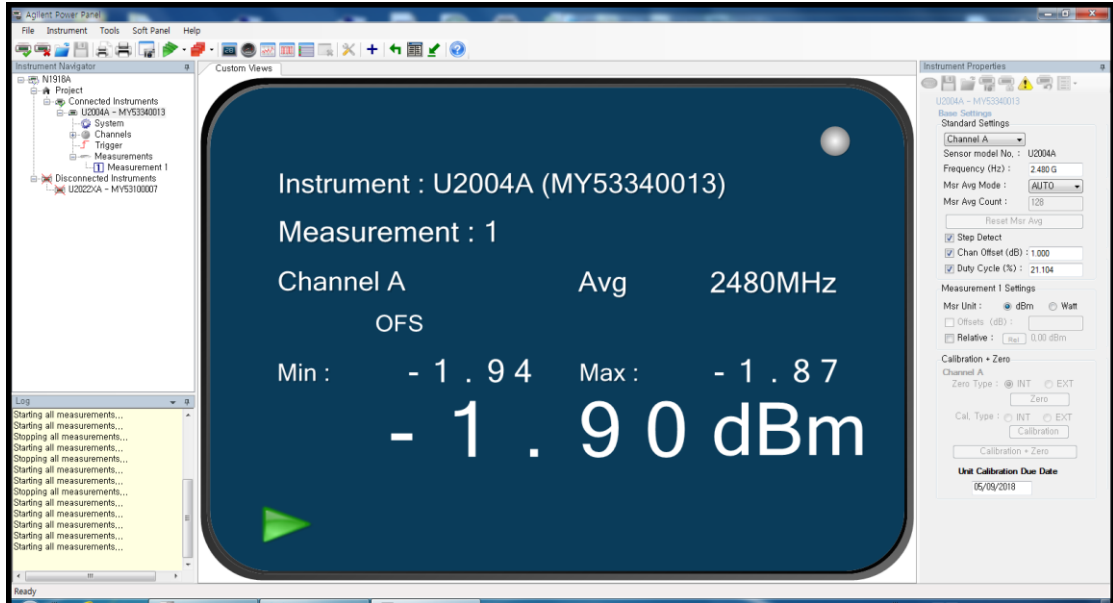 Agilent Power Panel
File Instrument Tools Soft Panel Help
Instrument Navigator
N1918A
Project
Connected Instruments
U2004A - MY53340013
System
Channels
Trigger
Measurements
1 Measurement 1
Disconnected Instruments
U2022XA - MY53100007
Log
Starting all measurements...
Starting all measurements...
Stopping all measurements...
Starting all measurements...
Stopping all measurements...
Starting all measurements...
Starting all measurements...
Stopping all measurements...
Starting all measurements...
Starting all measurements...
Starting all measurements...
Starting all measurements...
Starting all measurements...
Ready
Custom Views
Instrument : U2004A (MY53340013)
Measurement : 1
Channel A Avg 2480MHz
OFS
Min : - 1 . 9 4 Max : - 1 . 8 7
- 1 . 9 0 dBm
Instrument Properties
U2004A - MY53340013
Base Settings
Standard Settings
Channel A
Sensor model No. : U2004A
Frequency (Hz) : 2.480 G
Msr Avg Mode : AUTO
Msr Avg Count : 128
Reset Msr Avg
Step Detect
Chan Offset (dB) : 1.000
Duty Cycle (%) : 21.104
Measurement 1 Settings
Msr Unit : dBm Watt
Offsets (dB) :
Relative : Rel 0.00 dBm
Calibration + Zero
Channel A
Zero Type : INT EXT
Zero
Cal. Type : INT EXT
Calibration
Calibration + Zero
Unit Calibration Due Date
05/09/2018